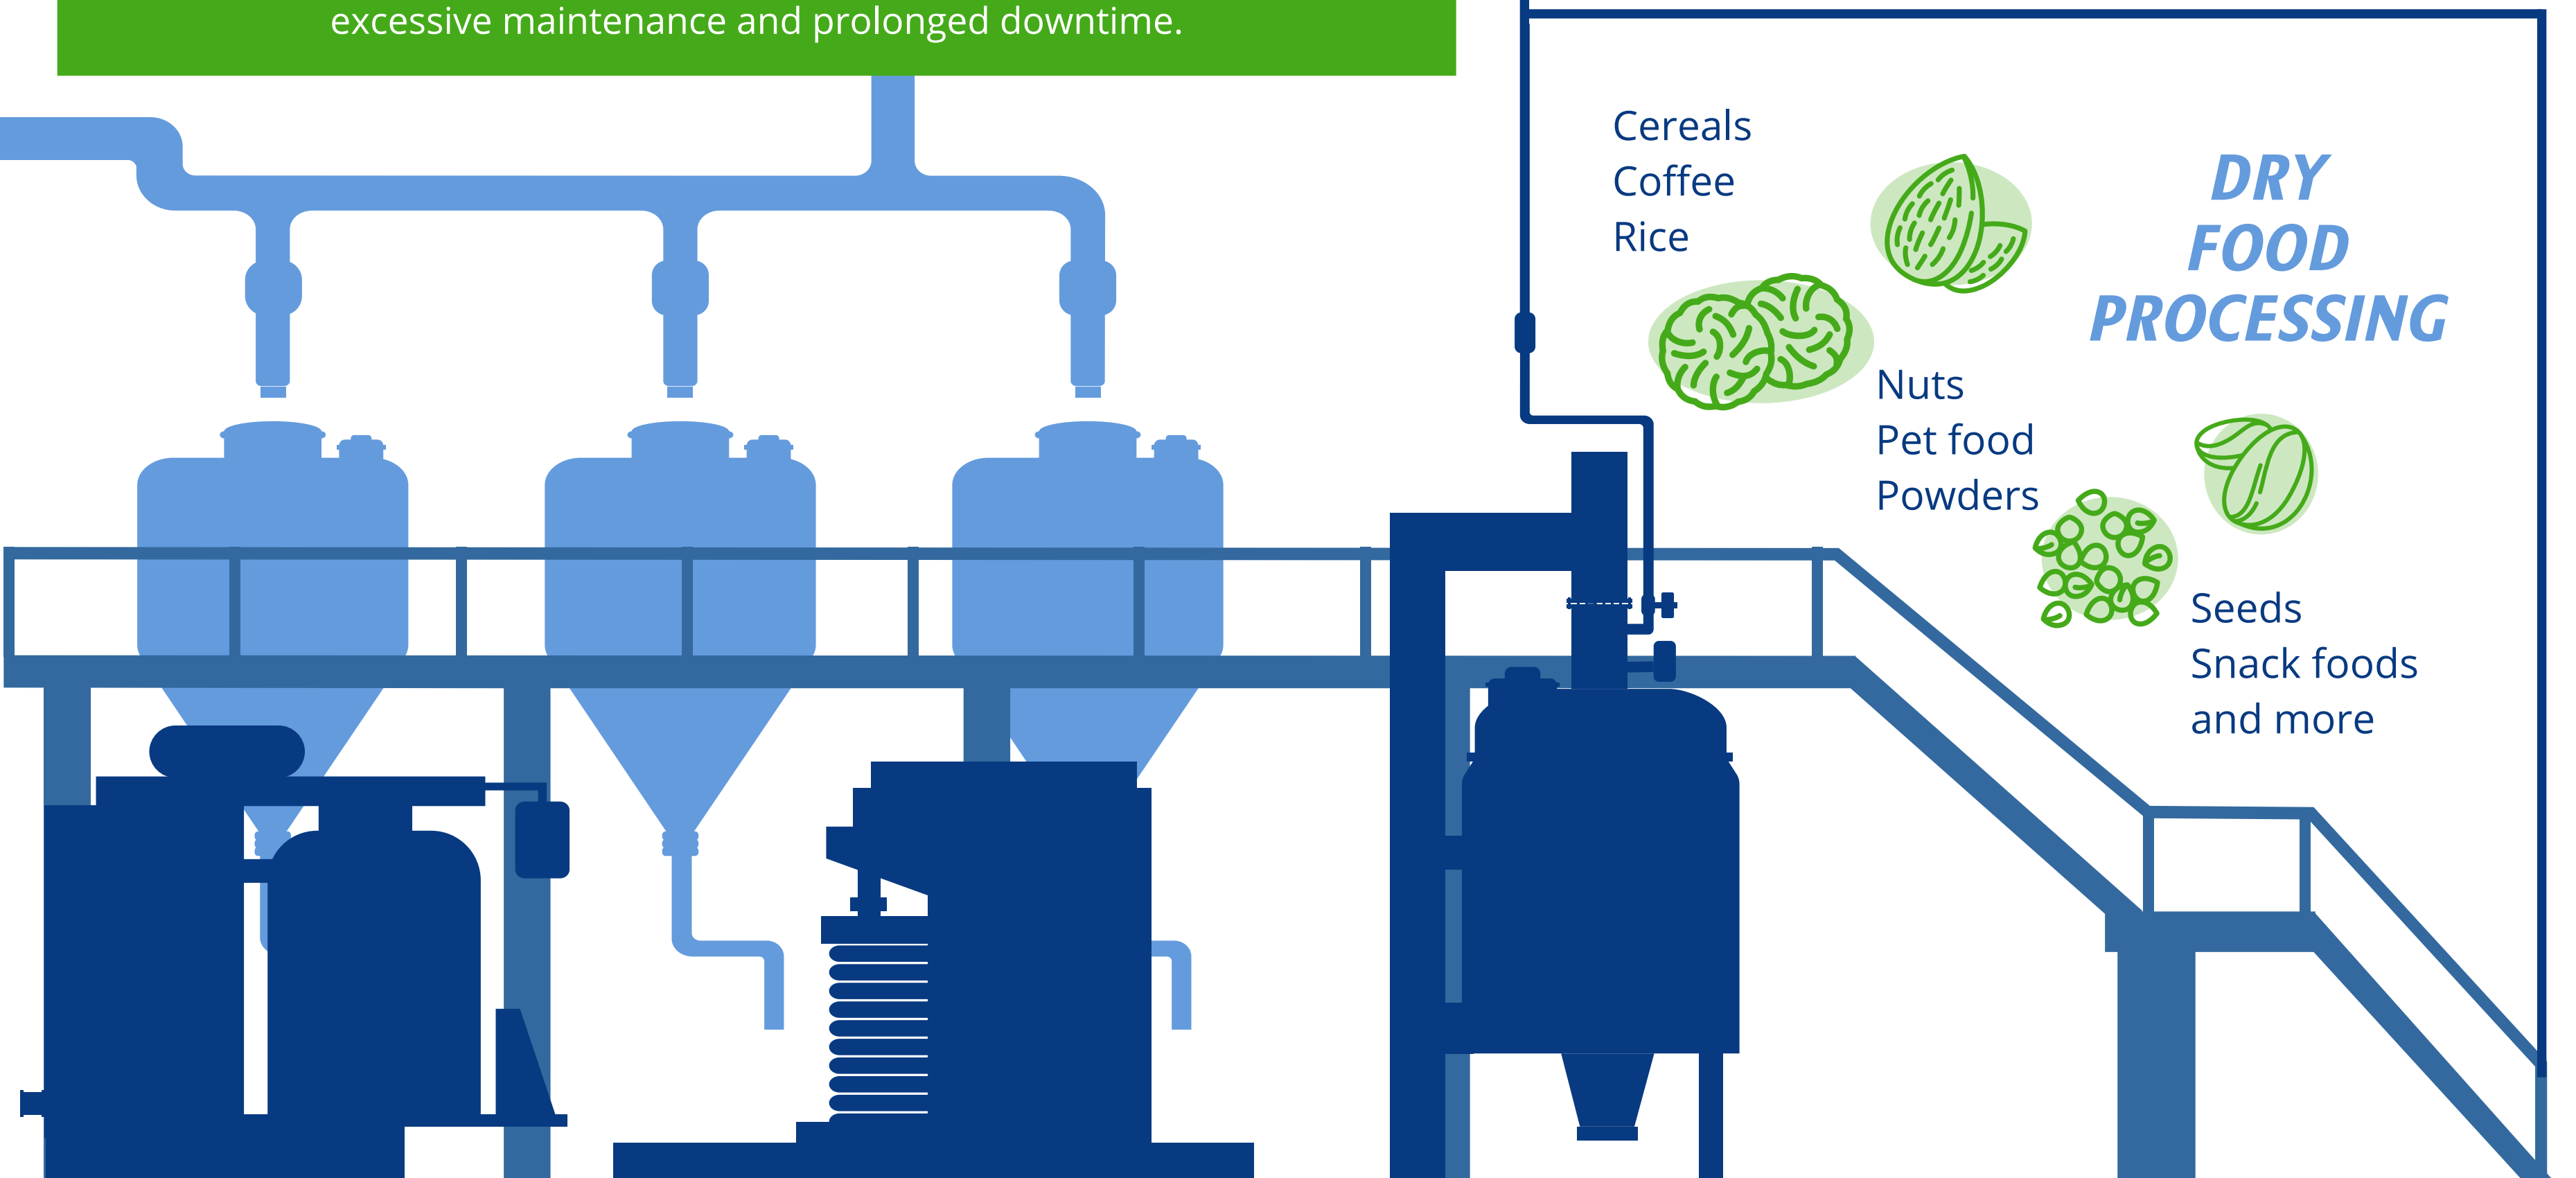 excessive maintenance and prolonged downtime.
DRY
FOOD
PROCESSING
Cereals
Coffee
Rice
Nuts
Pet food
Powders
Seeds
Snack foods
and more